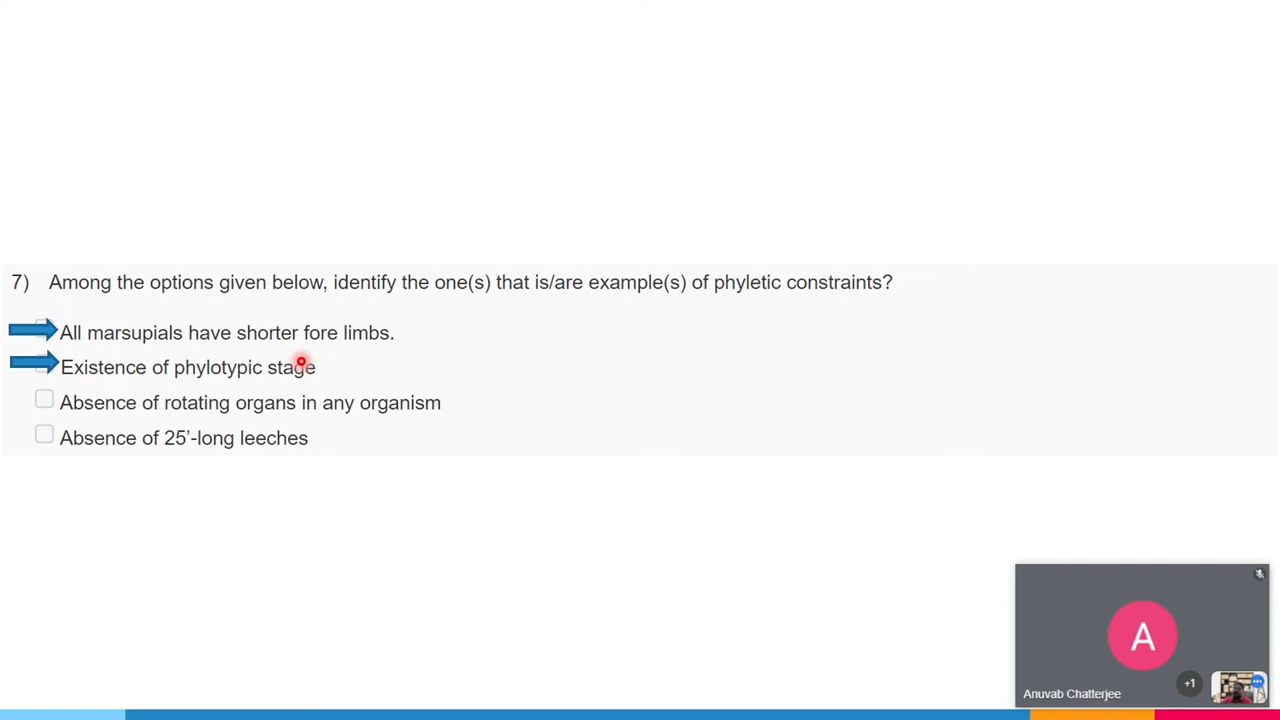 7) Among the options given below, identify the one(s) that is/are example(s) of phyletic constraints?
All marsupials have shorter fore limbs.
Existence of phylotypic stage
Absence of rotating organs in any organism
Absence of 25’-long leeches
A
+1
Anuvab Chatterjee